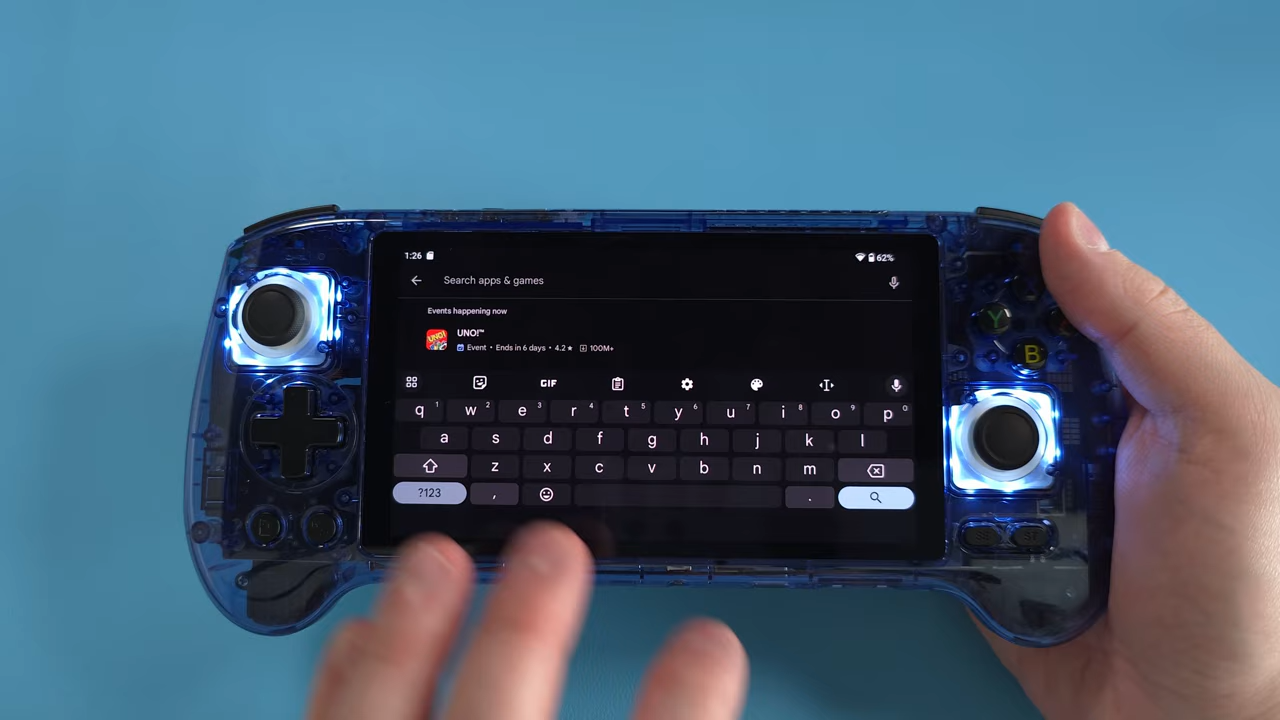 1:26 62%
Search apps & games
Events happening now
UNO!
UNO!™
Event • Ends in 6 days • 4.2 ★ 100M+
GIF
q 1 w 2 e 3 r 4 t 5 y 6 u 7 i 8 o 9 p 0
a s d f g h j k l
z x c v b n m
?123 , .
Y
B